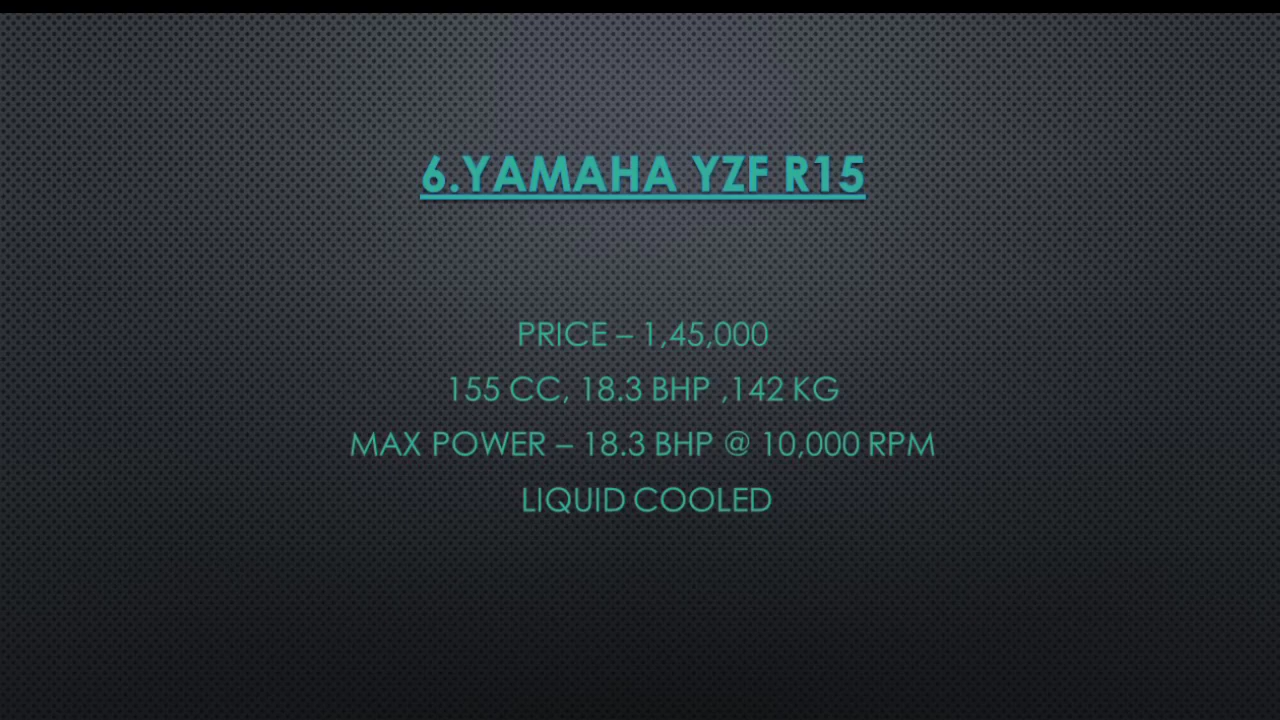 6.YAMAHA YZF R15
PRICE – 1,45,000
155 CC, 18.3 BHP ,142 KG
MAX POWER – 18.3 BHP @ 10,000 RPM
LIQUID COOLED